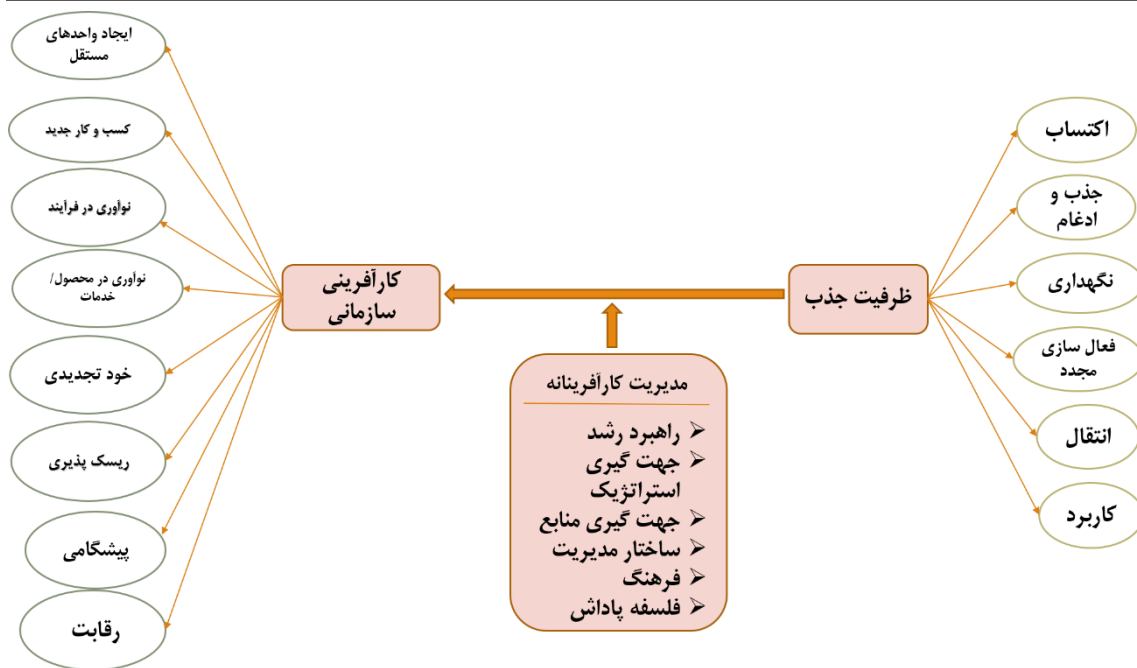 ظرفیت جذب
اکتساب
جذب و
ادغام
نگهداری
فعال سازی
مجدد
انتقال
کاربرد
مدیریت کارآفرینانه
راهبرد رشد
جهت گیری
استراتژیک
جهت گیری منابع
ساختار مدیریت
فرهنگ
فلسفه پاداش
کارآفرینی
سازمانی
ایجاد واحدهای
مستقل
کسب و کار جدید
نوآوری در فرآیند
نوآوری در محصول/
خدمات
خود تجدیدی
ریسک پذیری
پیشگامی
رقابت